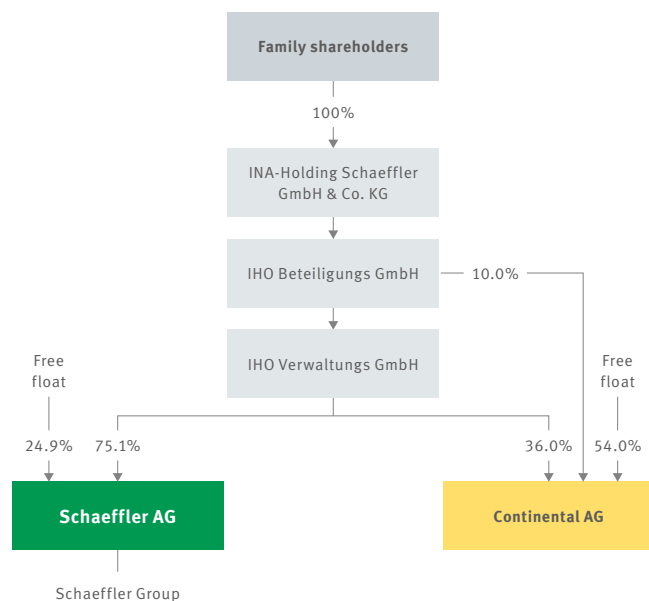 Family shareholders
100%
INA-Holding Schaeffler
GmbH & Co. KG
IHO Beteiligungs GmbH
10.0%
IHO Verwaltungs GmbH
Free
float
Free
float
24.9%
75.1%
36.0%
54.0%
Schaeffler AG
Continental AG
Schaeffler Group